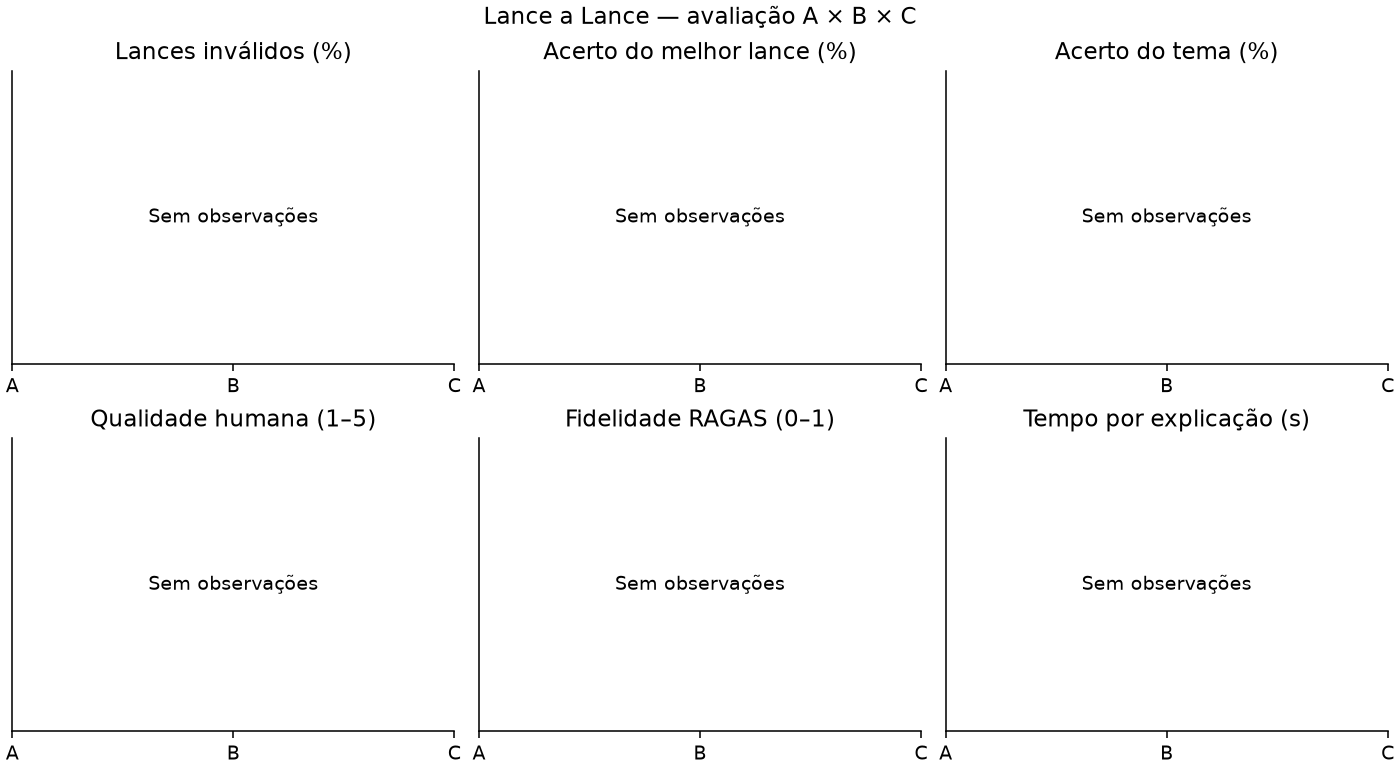 Lance a Lance — avaliação A × B × C
Lances inválidos (%)
Acerto do melhor lance (%)
Acerto do tema (%)
Sem observações
Sem observações
Sem observações
A B C
A B C
A B C
Qualidade humana (1–5)
Fidelidade RAGAS (0–1)
Tempo por explicação (s)
Sem observações
Sem observações
Sem observações
A B C
A B C
A B C